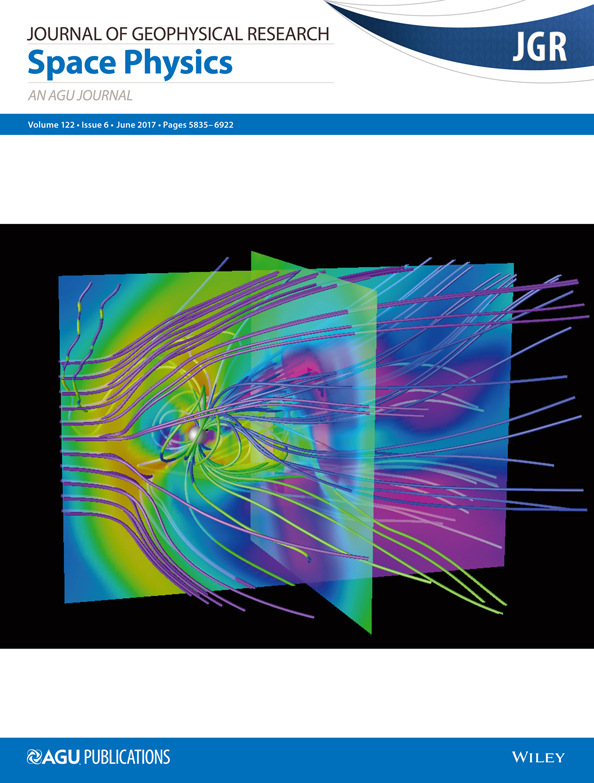 JOURNAL OF GEOPHYSICAL RESEARCH
Space Physics
AN AGU JOURNAL
JGR
Volume 122 • Issue 6 • June 2017 • Pages 5835–6922
AGU PUBLICATIONS
WILEY